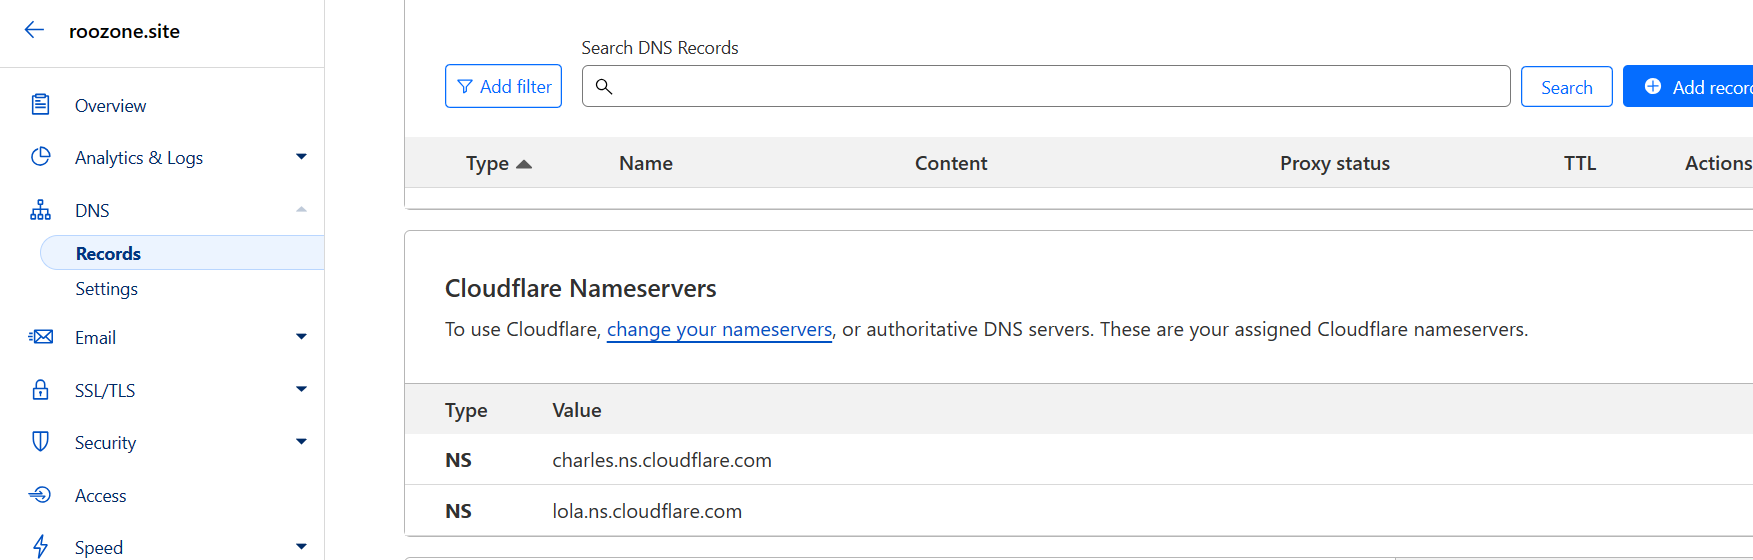 roozone.site
Overview
Analytics & Logs
DNS
Records
Settings
Email
SSL/TLS
Security
Access
Speed
Search DNS Records
Add filter
Search
Add recor
Type
Name
Content
Proxy status
TTL
Actions
Cloudflare Nameservers
To use Cloudflare, change your nameservers, or authoritative DNS servers. These are your assigned Cloudflare nameservers.
Type Value
NS charles.ns.cloudflare.com
NS lola.ns.cloudflare.com